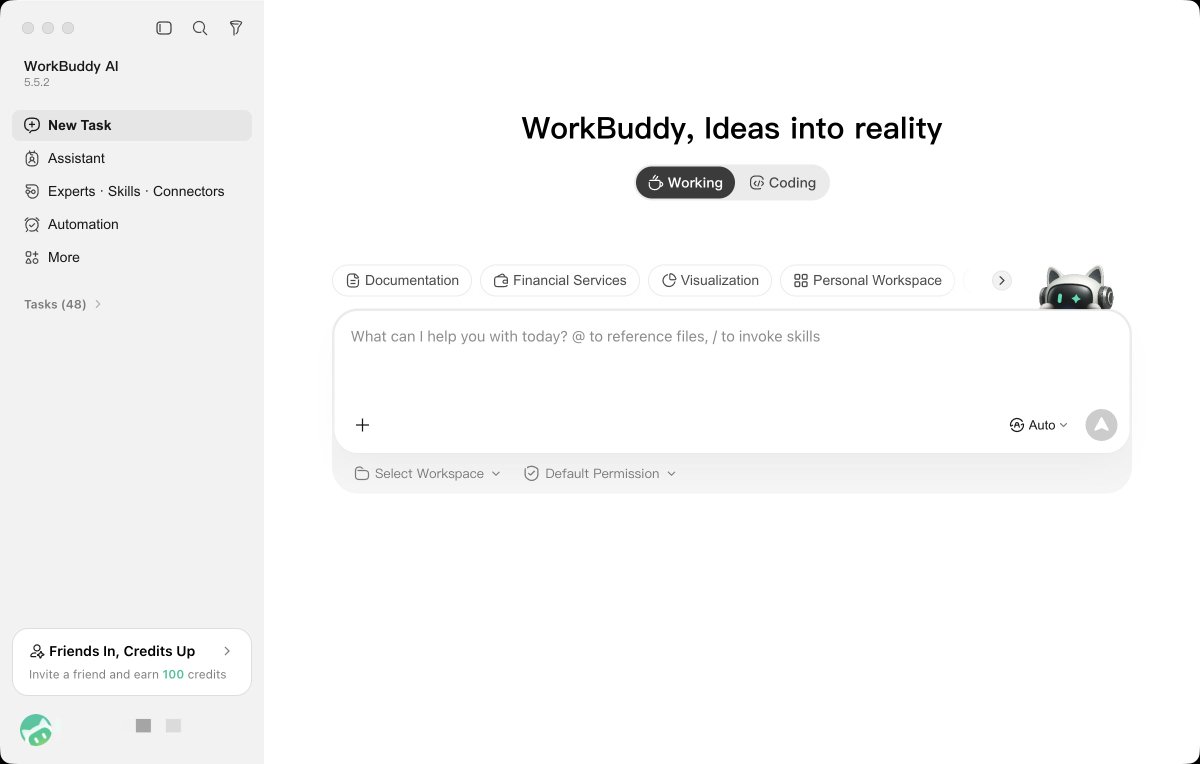 WorkBuddy AI
5.5.2
New Task
Assistant
Experts · Skills · Connectors
Automation
More
Tasks (48)
Friends In, Credits Up
Invite a friend and earn 100 credits
WorkBuddy, Ideas into reality
Working
Coding
Documentation
Financial Services
Visualization
Personal Workspace
What can I help you with today? @ to reference files, / to invoke skills
Auto
Select Workspace
Default Permission